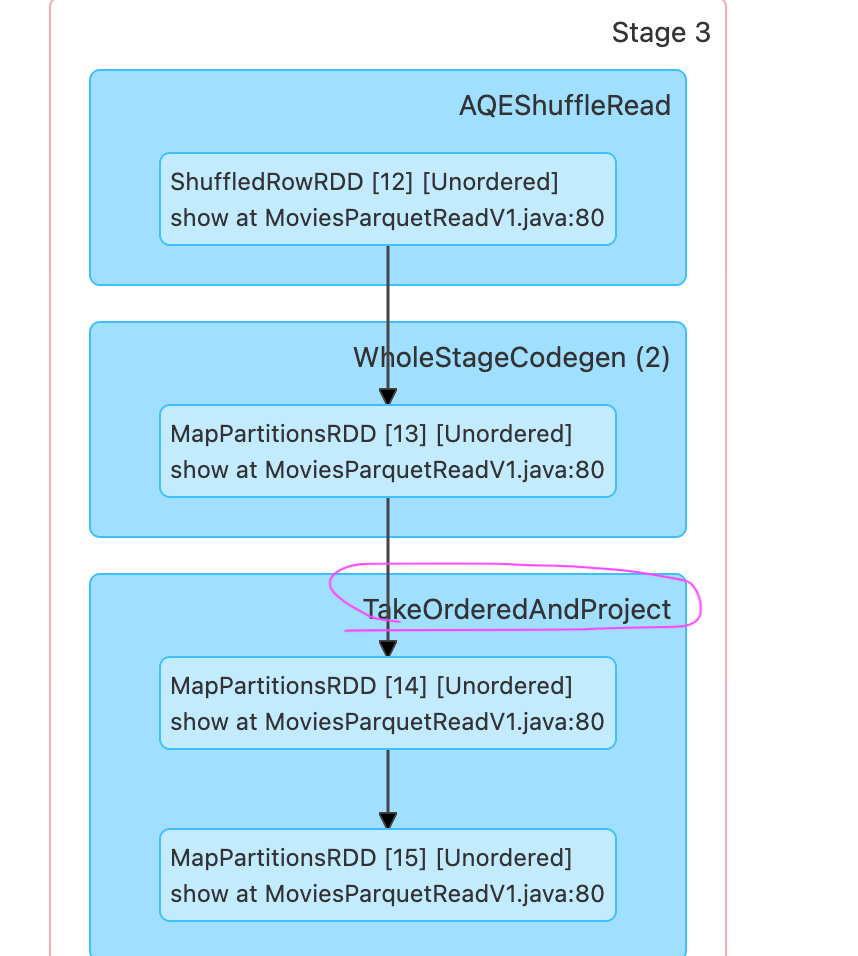 Stage 3
AQEShuffleRead
ShuffledRowRDD [12] [Unordered]
show at MoviesParquetReadV1.java:80
WholeStageCodegen (2)
MapPartitionsRDD [13] [Unordered]
show at MoviesParquetReadV1.java:80
TakeOrderedAndProject
MapPartitionsRDD [14] [Unordered]
show at MoviesParquetReadV1.java:80
MapPartitionsRDD [15] [Unordered]
show at MoviesParquetReadV1.java:80